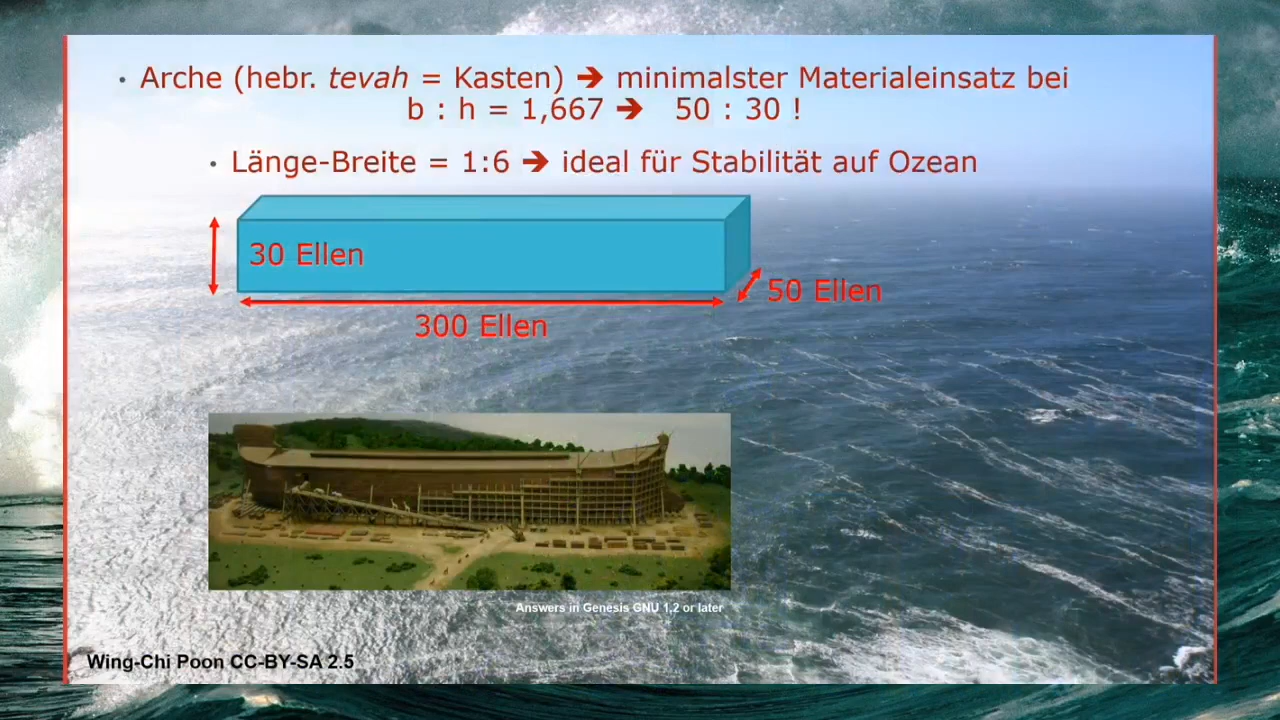 • Arche (hebr. tevah = Kasten) ➔ minimalster Materialeinsatz bei
b : h = 1,667 ➔ 50 : 30 !
• Länge-Breite = 1:6 ➔ ideal für Stabilität auf Ozean
30 Ellen
50 Ellen
300 Ellen
Answers in Genesis GNU 1,2 or later
Wing-Chi Poon CC-BY-SA 2.5